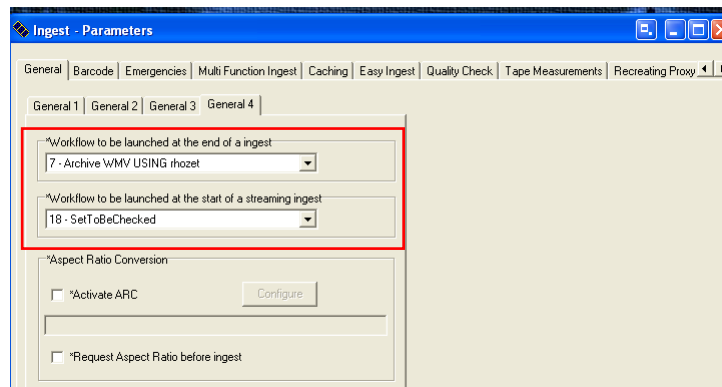 Ingest - Parameters
General Barcode Emergencies Multi Function Ingest Caching Easy Ingest Quality Check Tape Measurements Recreating Proxy
General 1 General 2 General 3 General 4
*Workflow to be launched at the end of a ingest
7 - Archive WMV USING rhozet
*Workflow to be launched at the start of a streaming ingest
18 - SetToBeChecked
*Aspect Ratio Conversion
*Activate ARC Configure
*Request Aspect Ratio before ingest